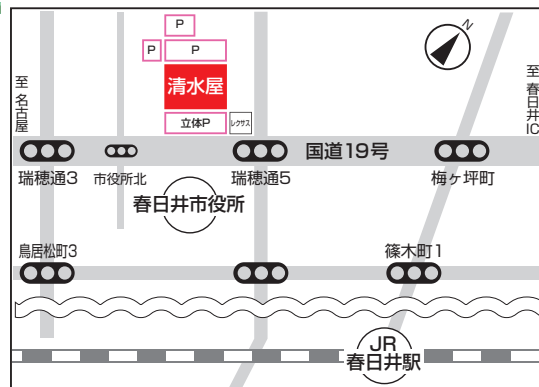 P
P
P
N
清水屋
至名古屋
至春日井IC
立体P
レクサス
国道19号
瑞穂通3
市役所北
瑞穂通5
梅ヶ坪町
春日井市役所
鳥居松町3
篠木町1
JR
春日井駅